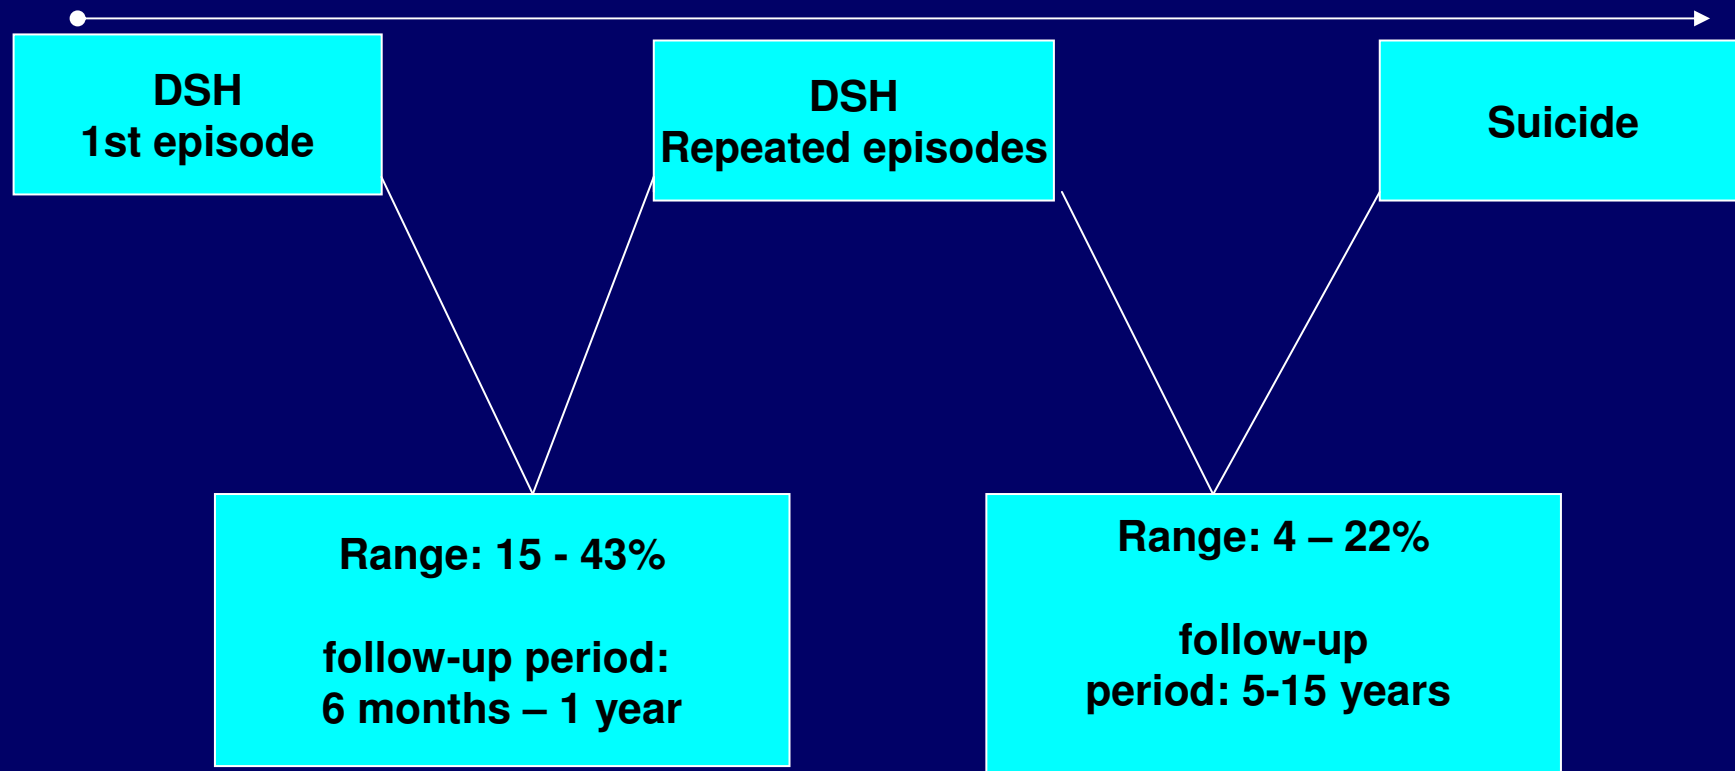 DSH
1st episode
DSH
Repeated episodes
Suicide
Range: 15 - 43%
follow-up period:
6 months – 1 year
Range: 4 – 22%
follow-up
period: 5-15 years